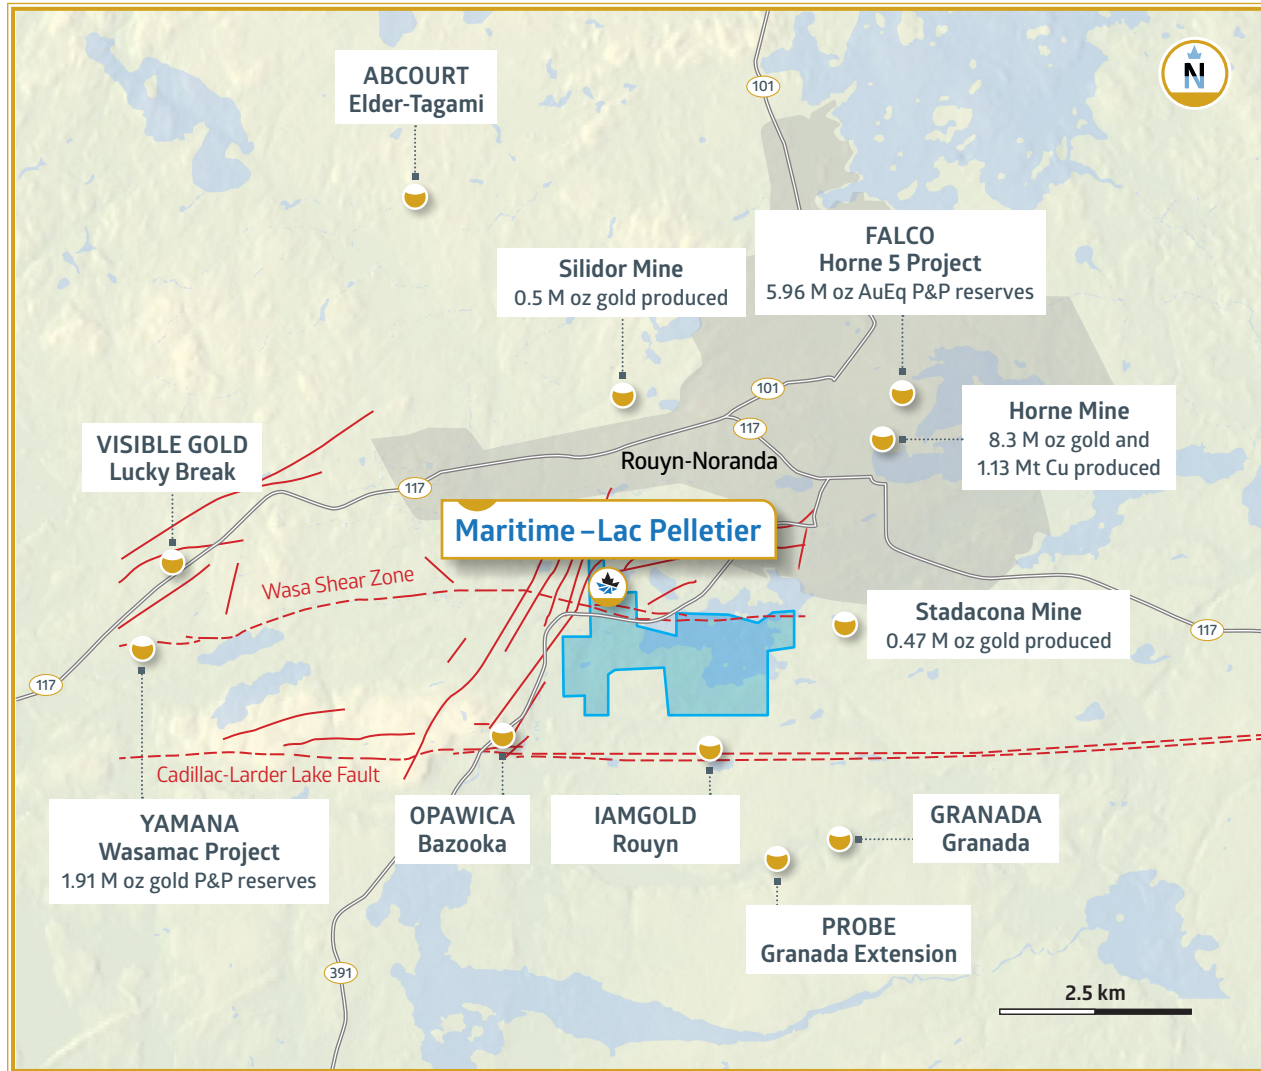 N
101
ABCOURT
Elder-Tagami
FALCO
Horne 5 Project
5.96 M oz AuEq P&P reserves
Silidor Mine
0.5 M oz gold produced
101
117
Horne Mine
8.3 M oz gold and
1.13 Mt Cu produced
VISIBLE GOLD
Lucky Break
Rouyn-Noranda
117
Maritime – Lac Pelletier
Wasa Shear Zone
Stadacona Mine
0.47 M oz gold produced
117
117
Cadillac-Larder Lake Fault
YAMANA
Wasamac Project
1.91 M oz gold P&P reserves
OPAWICA
Bazooka
IAMGOLD
Rouyn
GRANADA
Granada
PROBE
Granada Extension
391
2.5 km